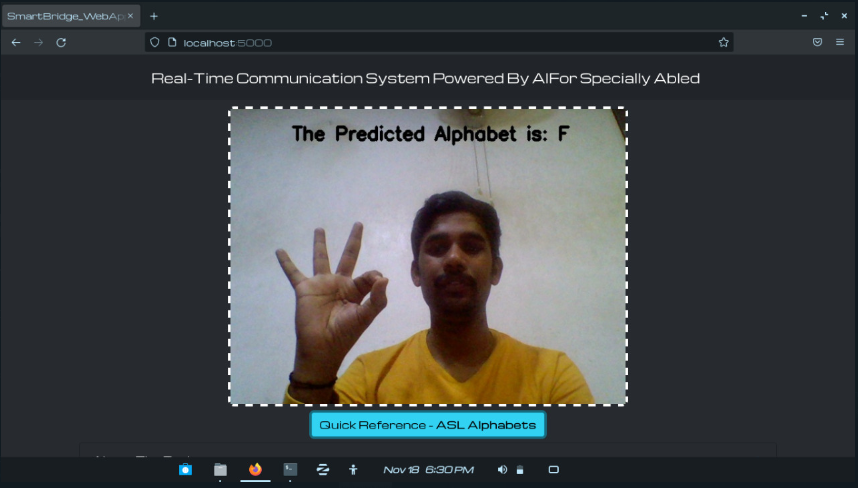 SmartBridge_WebAp
localhost:5000
Real-Time Communication System Powered By AIFor Specially Abled
The Predicted Alphabet is: F
Quick Reference - ASL Alphabets
Nov 18 6:30 PM